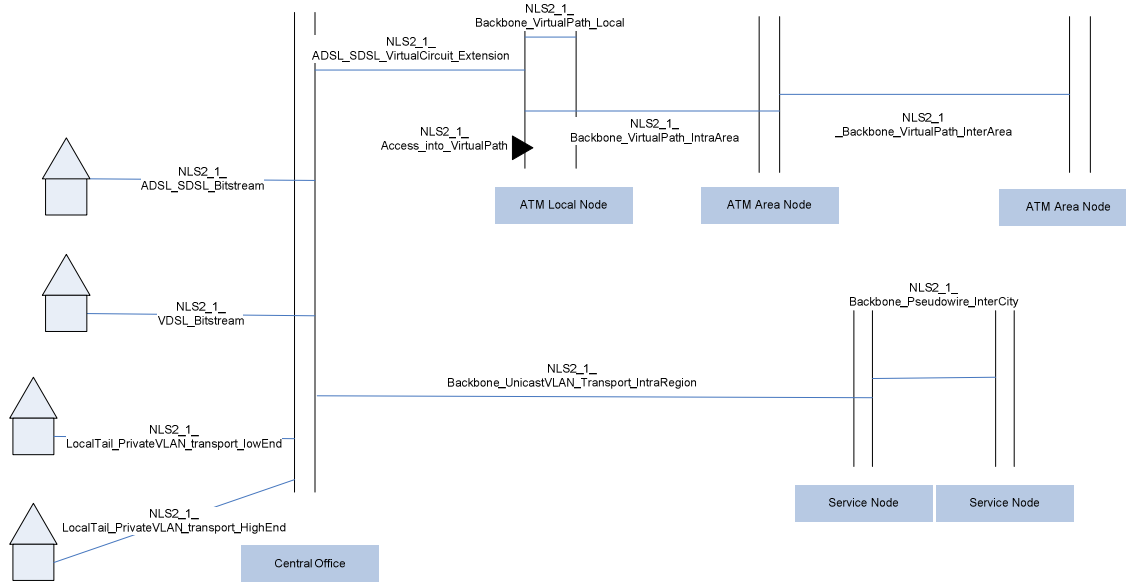 NLS2_1_
Backbone_VirtualPath_Local
NLS2_1_
ADSL_SDSL_VirtualCircuit_Extension
NLS2_1_
Access_into_VirtualPath
NLS2_1_
Backbone_VirtualPath_IntraArea
NLS2_1
_Backbone_VirtualPath_InterArea
NLS2_1_
ADSL_SDSL_Bitstream
ATM Local Node
ATM Area Node
ATM Area Node
NLS2_1_
VDSL_Bitstream
NLS2_1_
Backbone_Pseudowire_InterCity
NLS2_1_
Backbone_UnicastVLAN_Transport_IntraRegion
NLS2_1_
LocalTail_PrivateVLAN_transport_lowEnd
NLS2_1_
LocalTail_PrivateVLAN_transport_HighEnd
Service Node
Service Node
Central Office